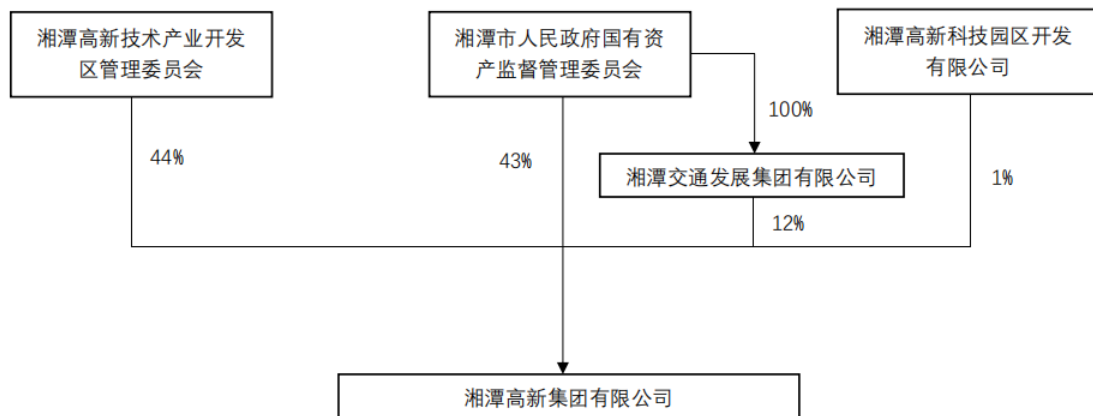 湘潭高新技术产业开发
区管理委员会
湘潭市人民政府国有资
产监督管理委员会
湘潭高新科技园区开发
有限公司
100%
44%
43%
湘潭交通发展集团有限公司
1%
12%
湘潭高新集团有限公司